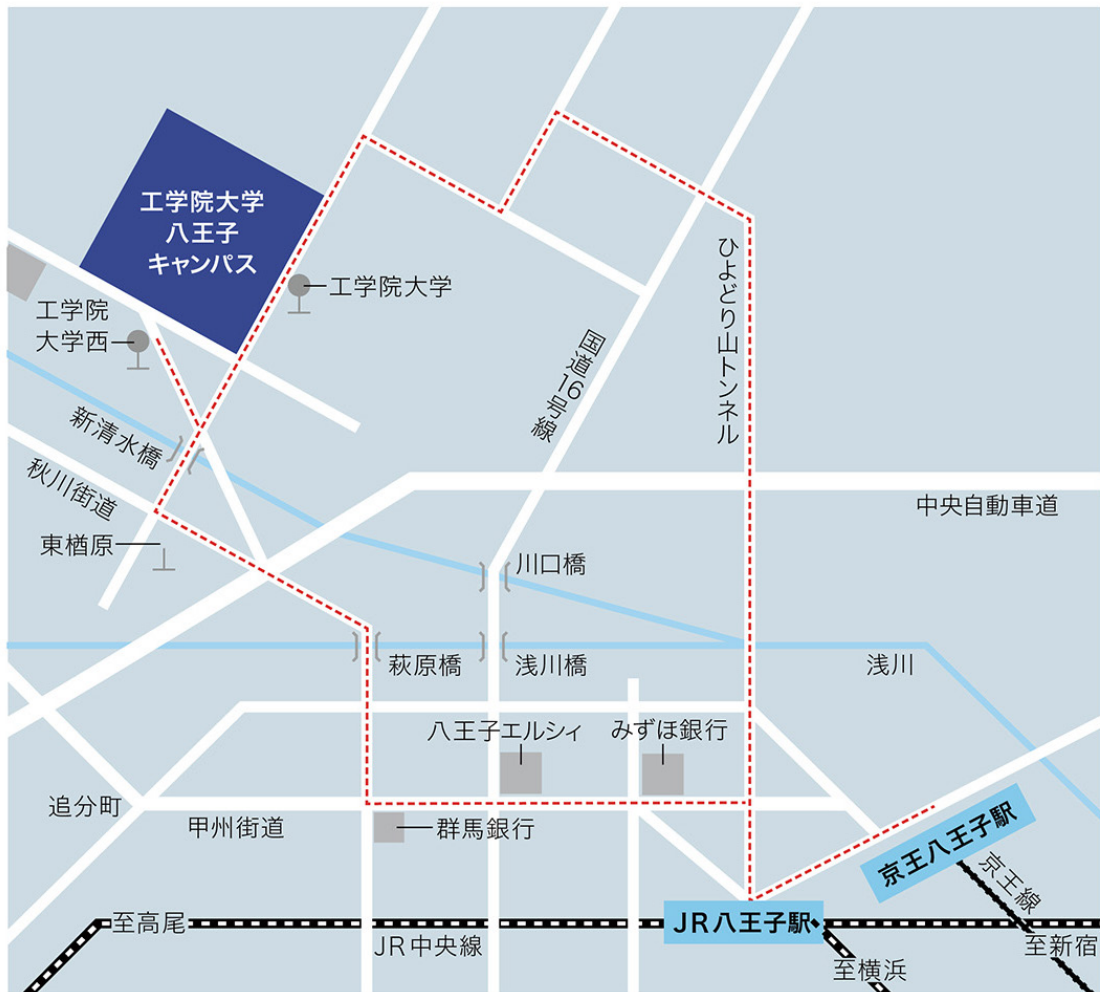 工学院大学
八王子
キャンパス
工学院大学
工学院
大学西
ひよどり山トンネル
国道16号線
新清水橋
秋川街道
東楢原
中央自動車道
川口橋
萩原橋
浅川橋
浅川
八王子エルシィ
みずほ銀行
追分町
甲州街道
群馬銀行
京王八王子駅
京王線
至高尾
JR中央線
JR八王子駅
至横浜
至新宿